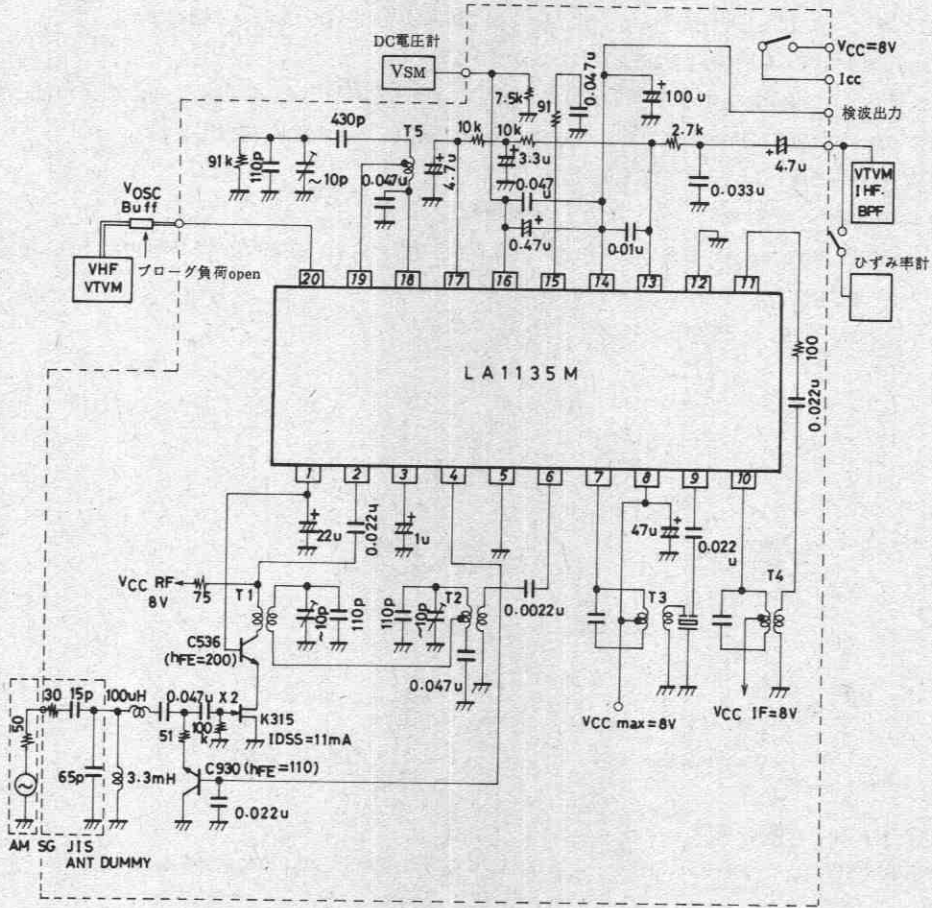 DC電圧計
VSM
VCC=8V
ICC
検波出力
7.5k
91
0.047u
100u
430p
T5
10k
10k
2.7k
91k
110p
~10p
0.047u
4.7u
3.3u
0.047
u
4.7u
0.033u
VTVM
IHF.
BPF
VOSC
Buff
0.47u
0.01u
VHF
VTVM
プローグ負荷open
ひずみ率計
20
19
18
17
16
15
14
13
12
11
LA1135M
100
0.022u
1
2
3
4
5
6
7
8
9
10
22u
0.022u
1u
47u
0.022
u
VCC RF
8V
75
T1
~10p
110p
110p
~10p
T2
0.0022u
T3
T4
C536
(hFE=200)
0.047u
VCC max=8V
VCC IF=8V
50
30
15p
100uH
0.047u X2
51
100
k
K315
IDSS=11mA
65p
3.3mH
C930 (hFE=110)
0.022u
AM SG JIS
ANT DUMMY